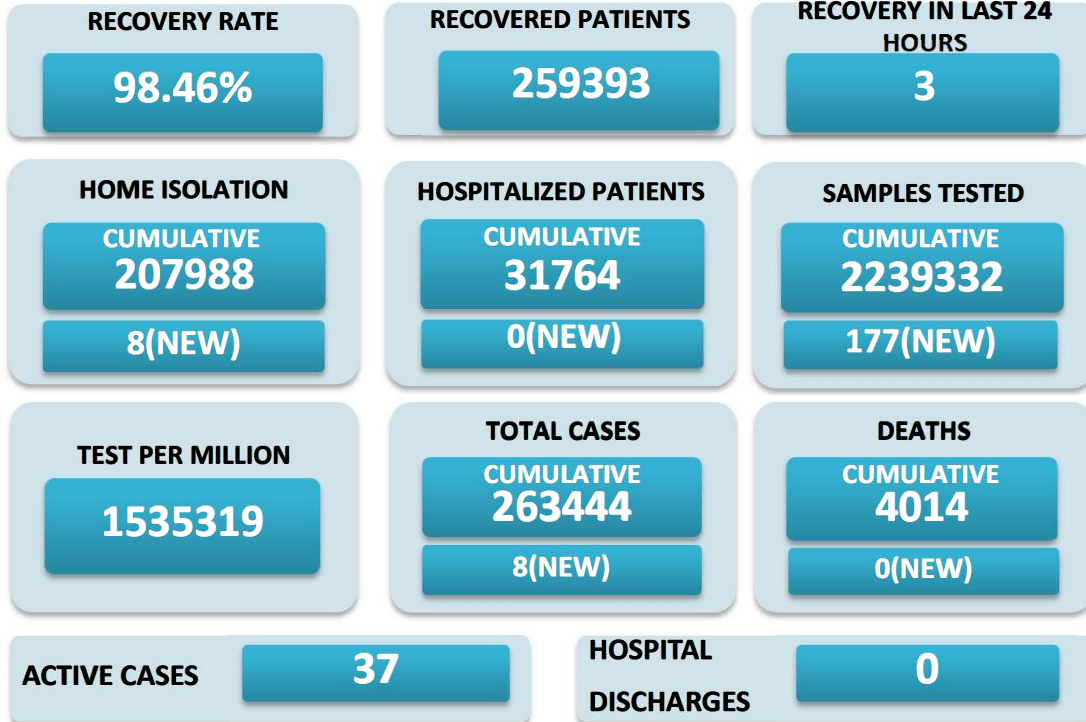 RECOVERY RATE
98.46%
RECOVERED PATIENTS
259393
RECOVERY IN LAST 24
HOURS
3
HOME ISOLATION
CUMULATIVE
207988
8(NEW)
HOSPITALIZED PATIENTS
CUMULATIVE
31764
0(NEW)
SAMPLES TESTED
CUMULATIVE
2239332
177(NEW)
TEST PER MILLION
1535319
TOTAL CASES
CUMULATIVE
263444
8(NEW)
DEATHS
CUMULATIVE
4014
0(NEW)
ACTIVE CASES
37
HOSPITAL
DISCHARGES
0